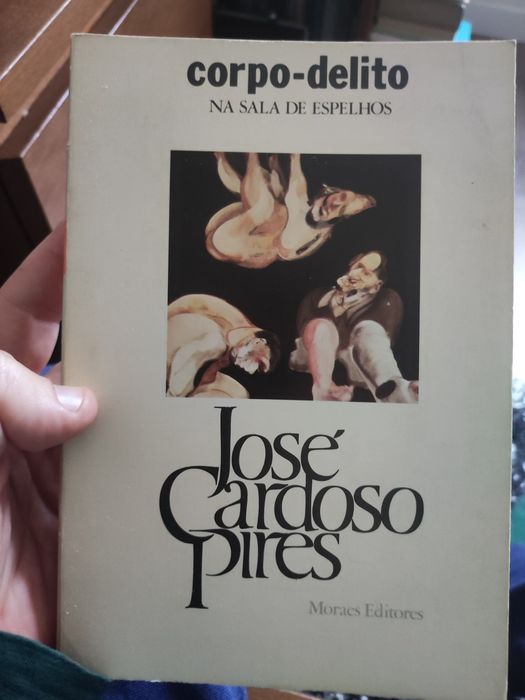 corpo-delito
NA SALA DE ESPELHOS
José
Cardoso
Pires
Moraes Editores